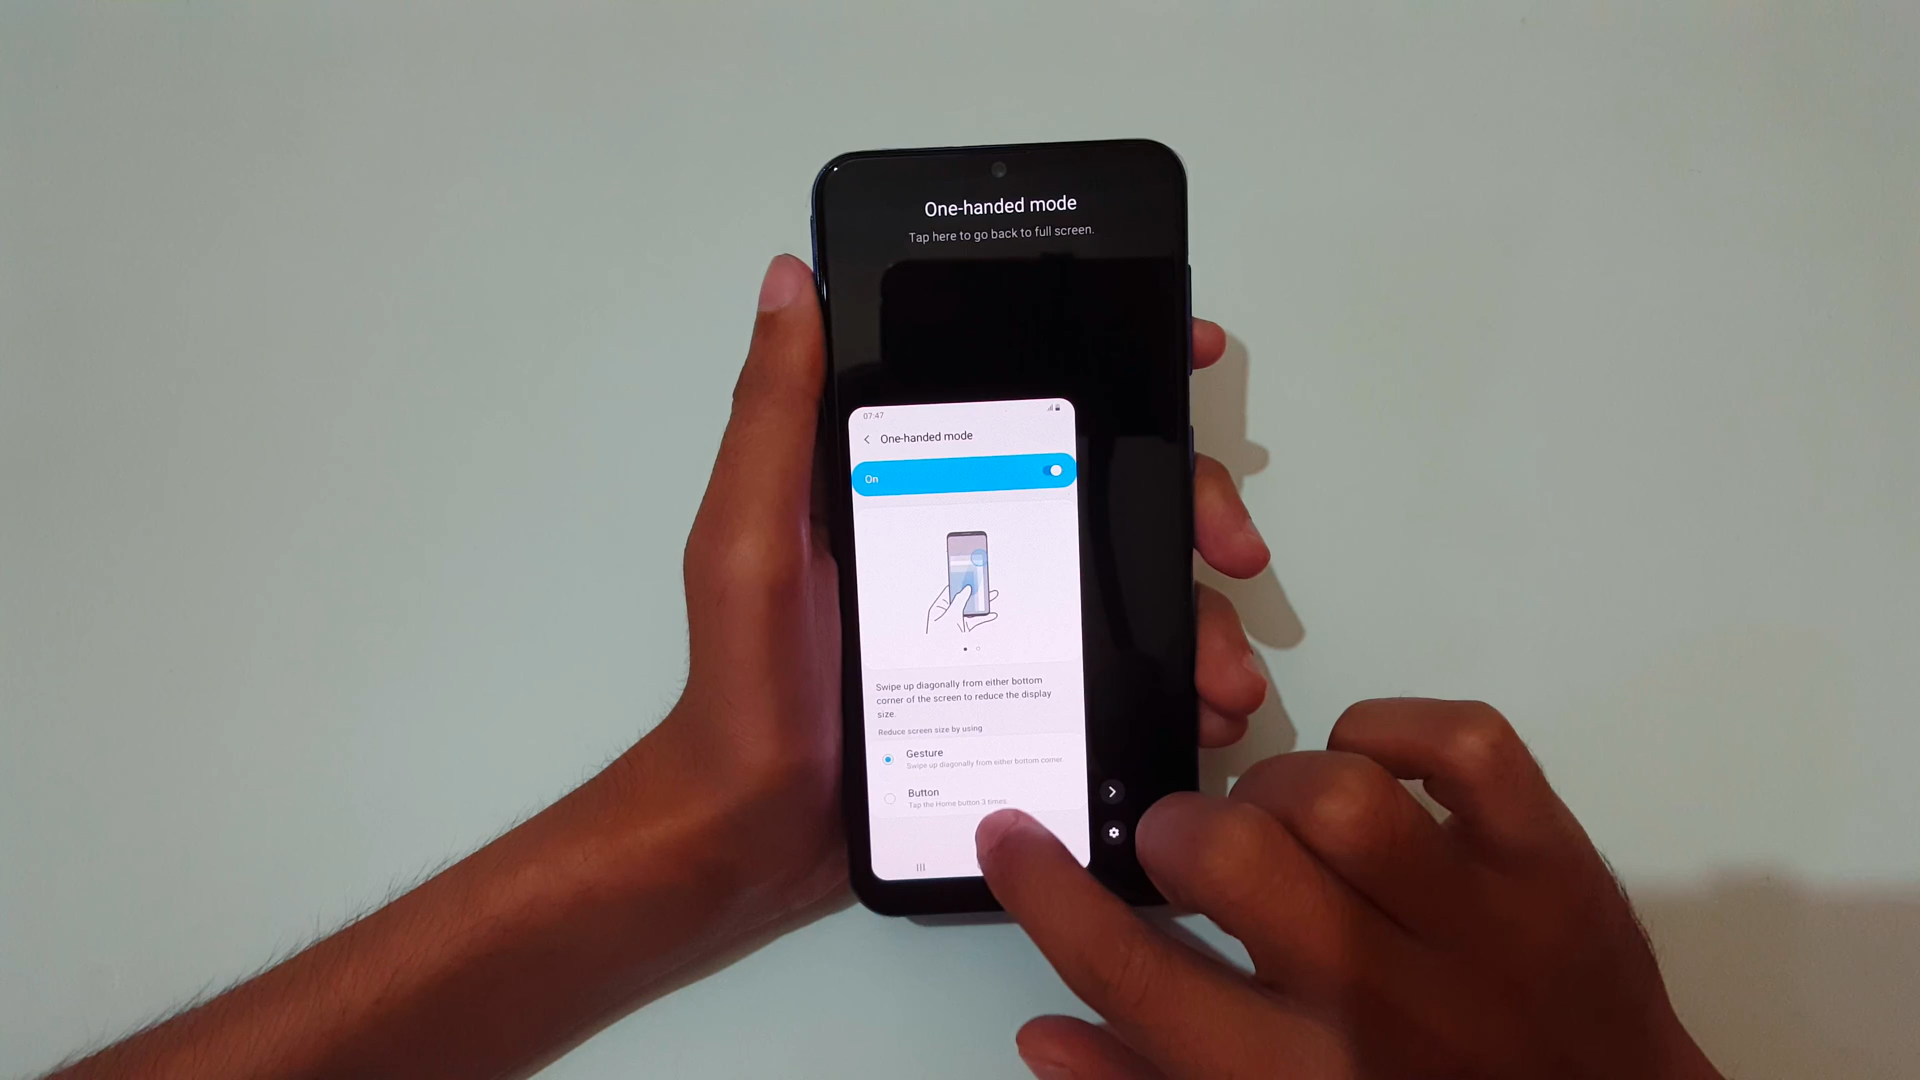 One-handed mode
Tap here to go back to full screen.
07:47
One-handed mode
On
Swipe up diagonally from either bottom
corner of the screen to reduce the display
size.
Reduce screen size by using
Gesture
Swipe up diagonally from either bottom corner.
Button
Tap the Home button 3 times.